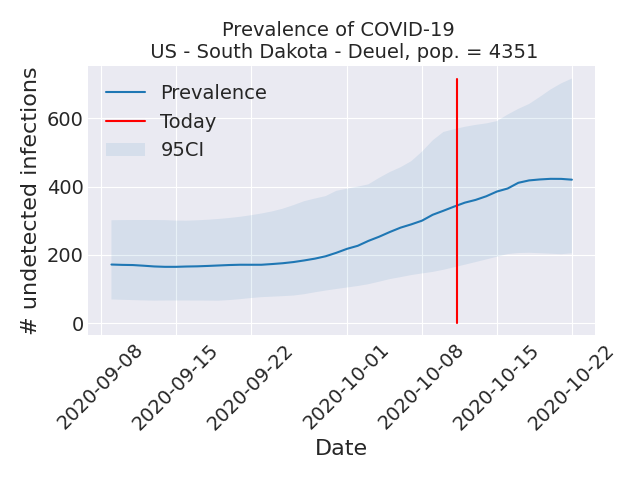 Prevalence of COVID-19
US - South Dakota - Deuel, pop. = 4351
# undetected infections
600
400
200
0
Prevalence
Today
95CI
2020-09-08
2020-09-15
2020-09-22
2020-10-01
2020-10-08
2020-10-15
2020-10-22
Date